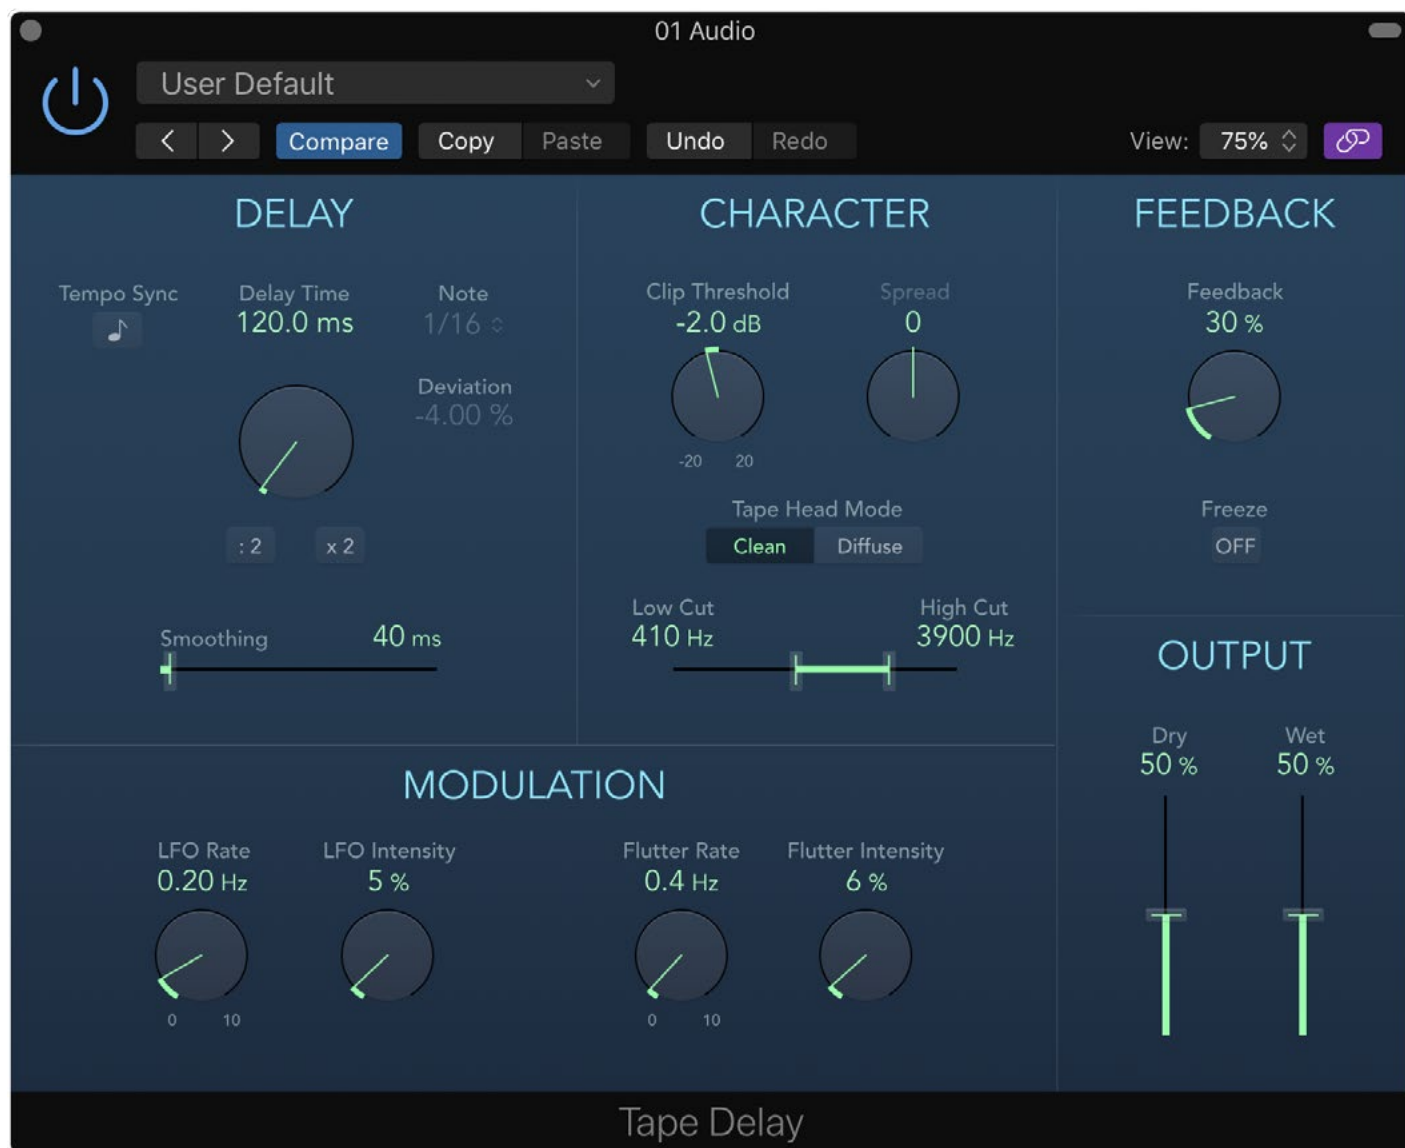 01 Audio
User Default
Compare Copy Paste Undo Redo View: 75%
DELAY
Tempo Sync
Delay Time
120.0 ms
Note
1/16
Deviation
-4.00 %
: 2 x 2
Smoothing 40 ms
CHARACTER
Clip Threshold
-2.0 dB
-20 20
Spread
0
Tape Head Mode
Clean Diffuse
Low Cut
410 Hz
High Cut
3900 Hz
FEEDBACK
Feedback
30 %
Freeze
OFF
MODULATION
LFO Rate
0.20 Hz
0 10
LFO Intensity
5 %
Flutter Rate
0.4 Hz
0 10
Flutter Intensity
6 %
OUTPUT
Dry
50 %
Wet
50 %
Tape Delay